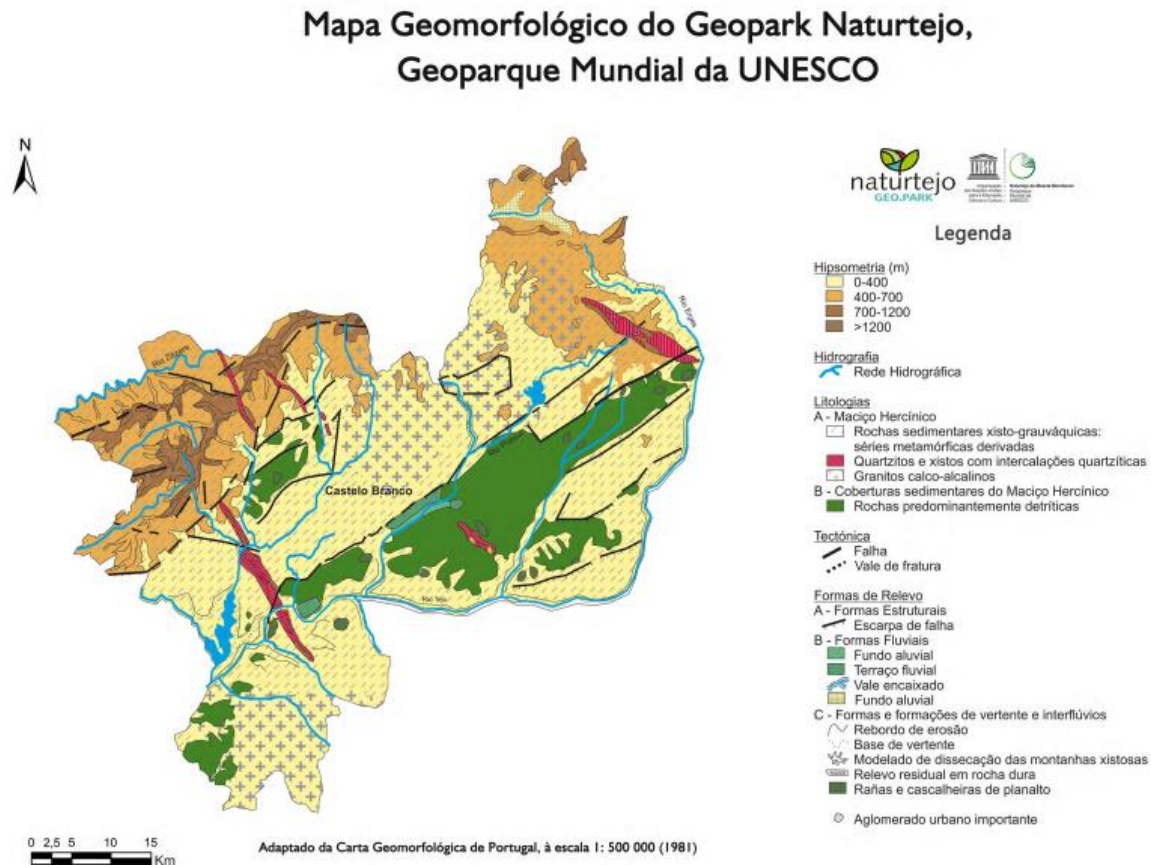 Mapa Geomorfológico do Geopark Naturtejo,
Geoparque Mundial da UNESCO
N
naturtejo
GEO.PARK
Legenda
Hipsometria (m)
0-400
400-700
700-1200
>1200
Hidrografia
Rede Hidrográfica
Litologias
A - Maciço Hercínico
Rochas sedimentares xisto-grauváquicas:
séries metamórficas derivadas
Quartzitos e xistos com intercalações quartzíticas
Granitos calco-alcalinos
B - Coberturas sedimentares do Maciço Hercínico
Rochas predominantemente detríticas
Tectónica
Falha
Vale de fratura
Formas de Relevo
A - Formas Estruturais
Escarpa de falha
B - Formas Fluviais
Fundo aluvial
Terraço fluvial
Vale encaixado
Fundo aluvial
C - Formas e formações de vertente e interflúvios
Rebordo de erosão
Base de vertente
Modelado de dissecação das montanhas xistosas
Relevo residual em rocha dura
Rañas e cascalheiras de planalto
Aglomerado urbano importante
Rio Erges
Rio Zêzere
Castelo Branco
Rio Tejo
0 2,5 5 10 15
Km
Adaptado da Carta Geomorfológica de Portugal, à escala 1: 500 000 (1981)